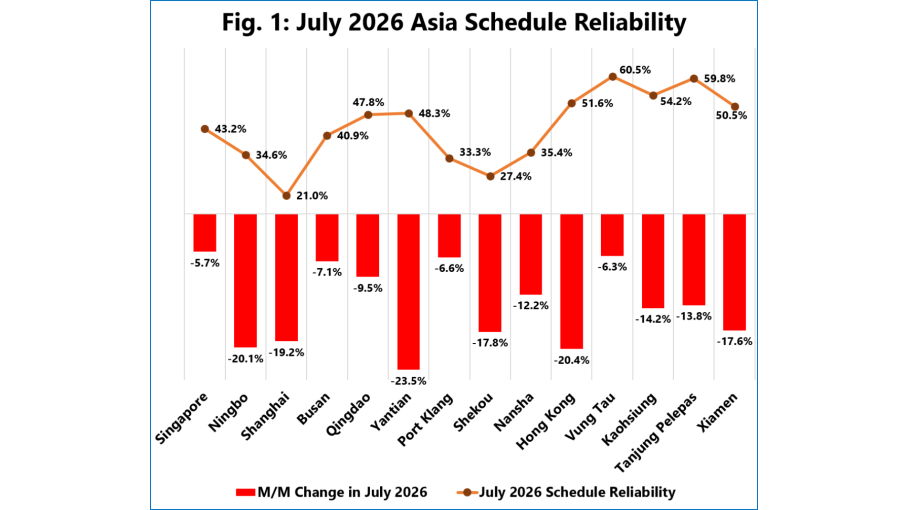 Fig. 1: July 2026 Asia Schedule Reliability
43.2%
34.6%
21.0%
40.9%
47.8%
48.3%
33.3%
27.4%
35.4%
51.6%
60.5%
54.2%
59.8%
50.5%
-5.7%
-20.1%
-19.2%
-7.1%
-9.5%
-23.5%
-6.6%
-17.8%
-12.2%
-20.4%
-6.3%
-14.2%
-13.8%
-17.6%
Singapore
Ningbo
Shanghai
Busan
Qingdao
Yantian
Port Klang
Shekou
Nansha
Hong Kong
Vung Tau
Kaohsiung
Tanjung Pelepas
Xiamen
M/M Change in July 2026
July 2026 Schedule Reliability